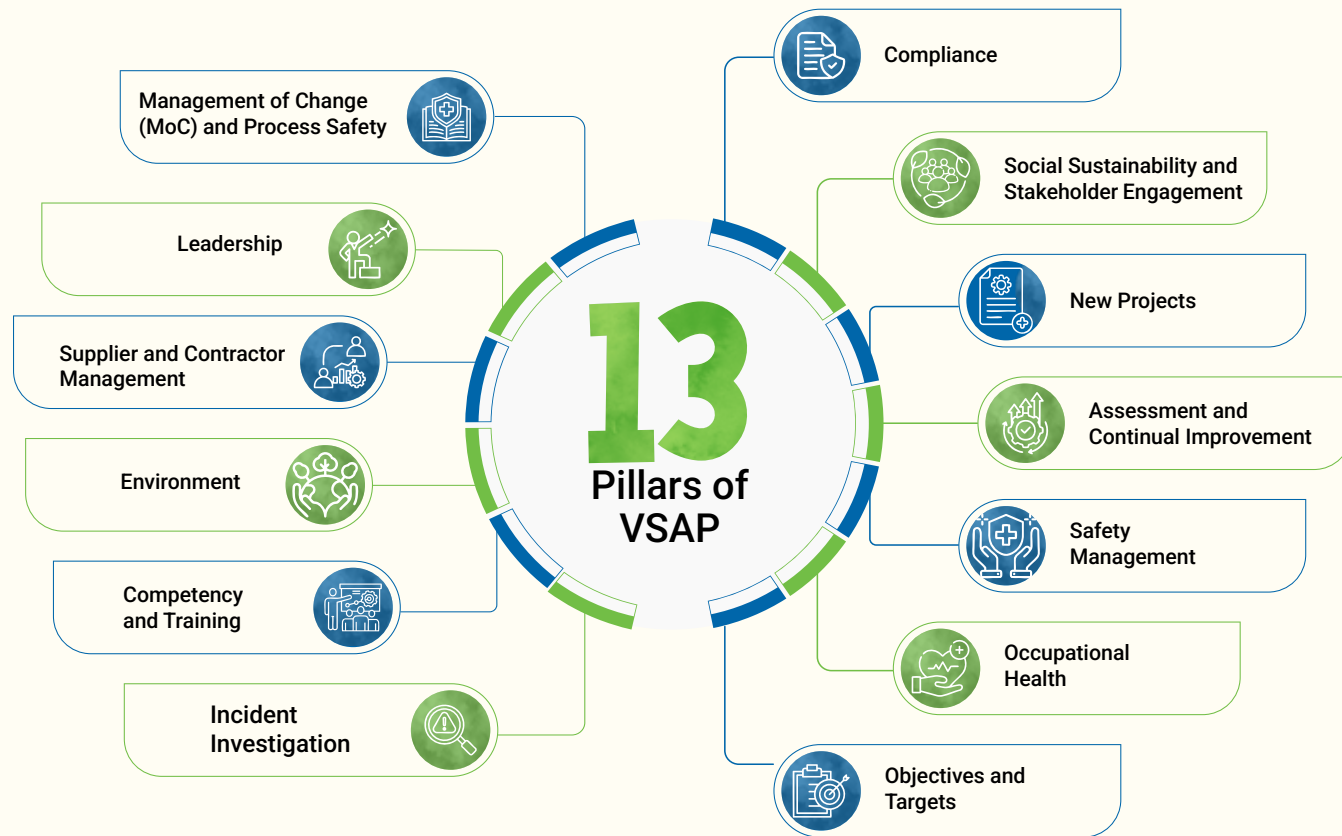 Management of Change
(MoC) and Process Safety
Leadership
Supplier and Contractor
Management
Environment
Competency
and Training
Incident
Investigation
13
Pillars of
VSAP
Compliance
Social Sustainability and
Stakeholder Engagement
New Projects
Assessment and
Continual Improvement
Safety
Management
Occupational
Health
Objectives and
Targets